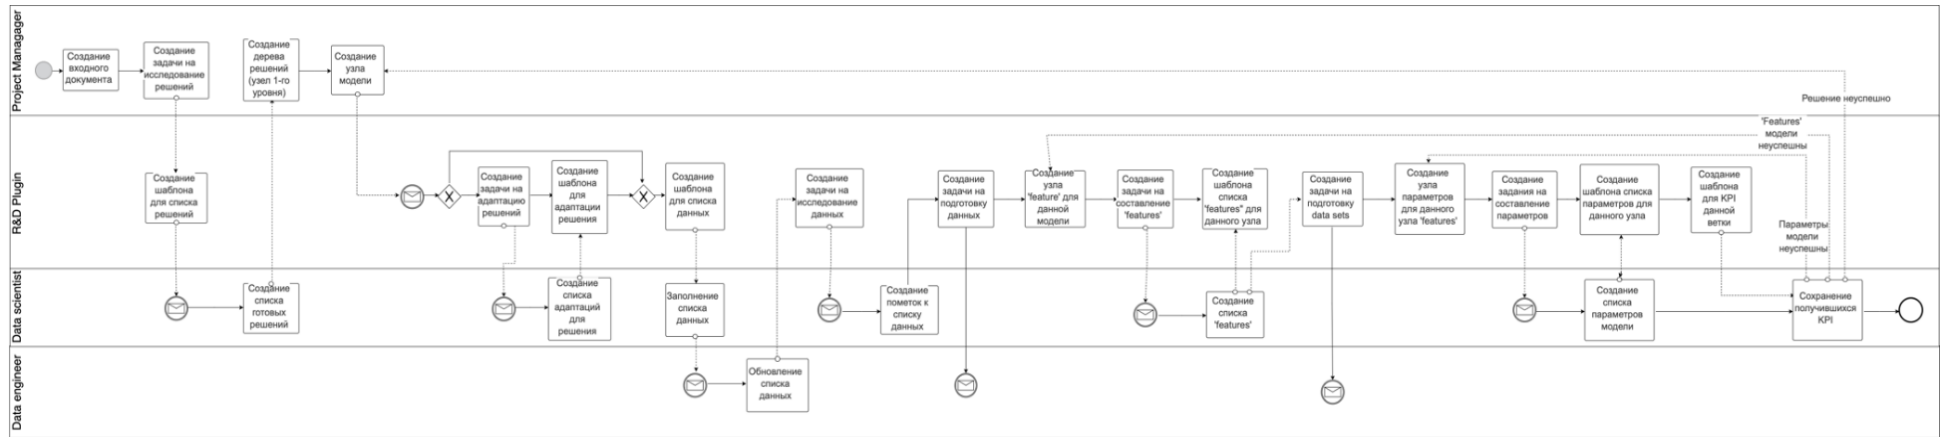 Project Managager
Создание
входного
документа
Создание
задачи на
исследование
решений
Создание
дерева
решений
(узел 1-го
уровня)
Создание
узла
модели
Решение неуспешно
R&D Plugin
Создание
шаблона
для списка
решений
X
Создание
задачи на
адаптацию
решений
Создание
шаблона
для
адаптации
решения
X
Создание
шаблона
для списка
данных
Создание
задачи на
исследование
данных
Создание
задачи на
подготовку
данных
Создание
узла
'feature' для
данной
модели
Создание
задачи на
составление
'features'
Создание
шаблона
списка
'features" для
данного узла
Создание
задачи на
подготовку
data sets
Создание
узла
параметров
для данного
узла 'features'
Создание
задания на
составление
параметров
Создание
шаблона списка
параметров для
данного узла
Создание
шаблона
для KPI
данной
ветки
'Features'
модели
неуспешны
Параметры
модели
неуспешны
Data scientist
Создание
списка
готовых
решений
Создание
списка
адаптаций
для
решения
Заполнение
списка
данных
Создание
пометок к
списку
данных
Создание
списка
'features'
Создание
списка
параметров
модели
Сохранение
получившихся
KPI
Data engineer
Обновление
списка
данных